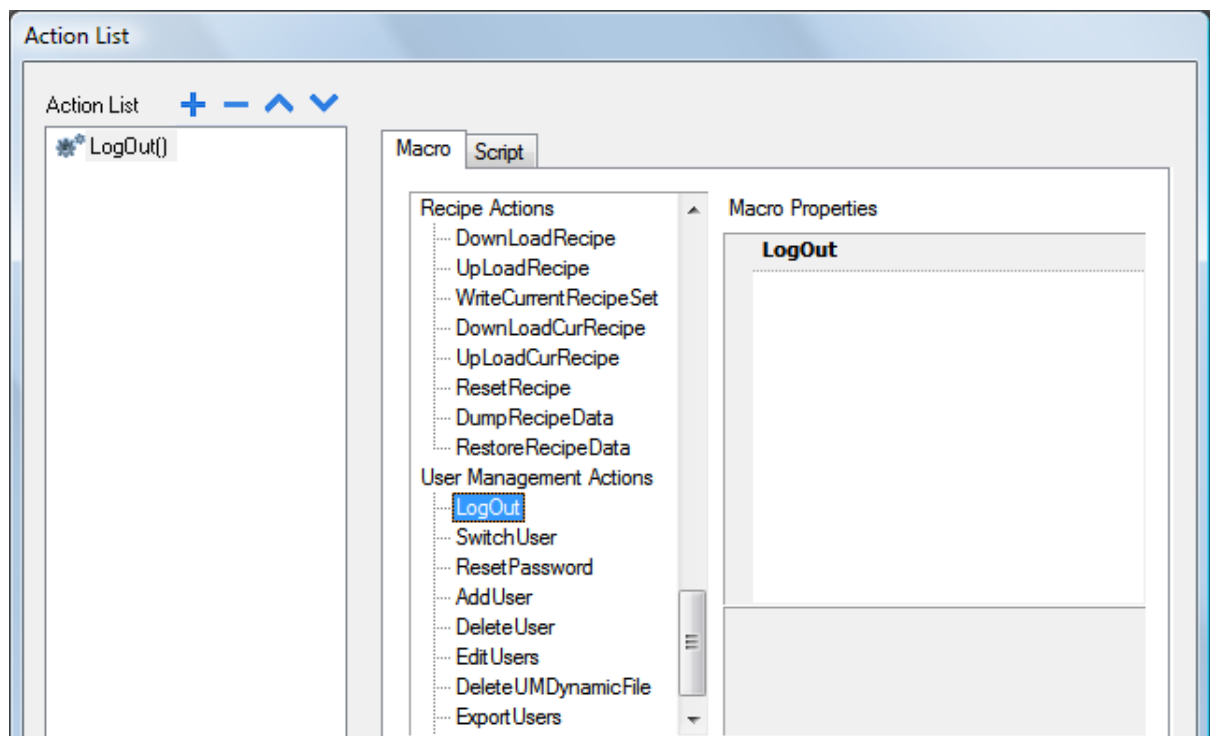 Action List
Action List
LogOut()
Macro Script
Recipe Actions
DownLoadRecipe
UpLoadRecipe
WriteCurrentRecipeSet
DownLoadCurRecipe
UpLoadCurRecipe
ResetRecipe
DumpRecipeData
RestoreRecipeData
User Management Actions
LogOut
SwitchUser
ResetPassword
AddUser
DeleteUser
EditUsers
DeleteUMDynamicFile
ExportUsers
Macro Properties
LogOut